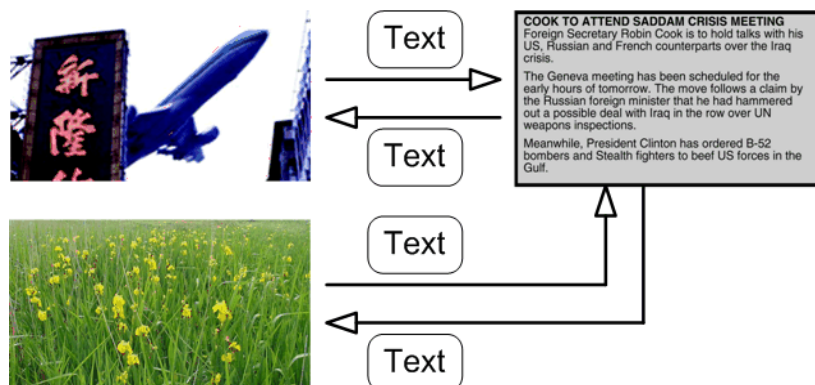 新
隆
Text
Text
Text
Text
COOK TO ATTEND SADDAM CRISIS MEETING
Foreign Secretary Robin Cook is to hold talks with his
US, Russian and French counterparts over the Iraq
crisis.
The Geneva meeting has been scheduled for the
early hours of tomorrow. The move follows a claim by
the Russian foreign minister that he had hammered
out a possible deal with Iraq in the row over UN
weapons inspections.
Meanwhile, President Clinton has ordered B-52
bombers and Stealth fighters to beef US forces in the
Gulf.